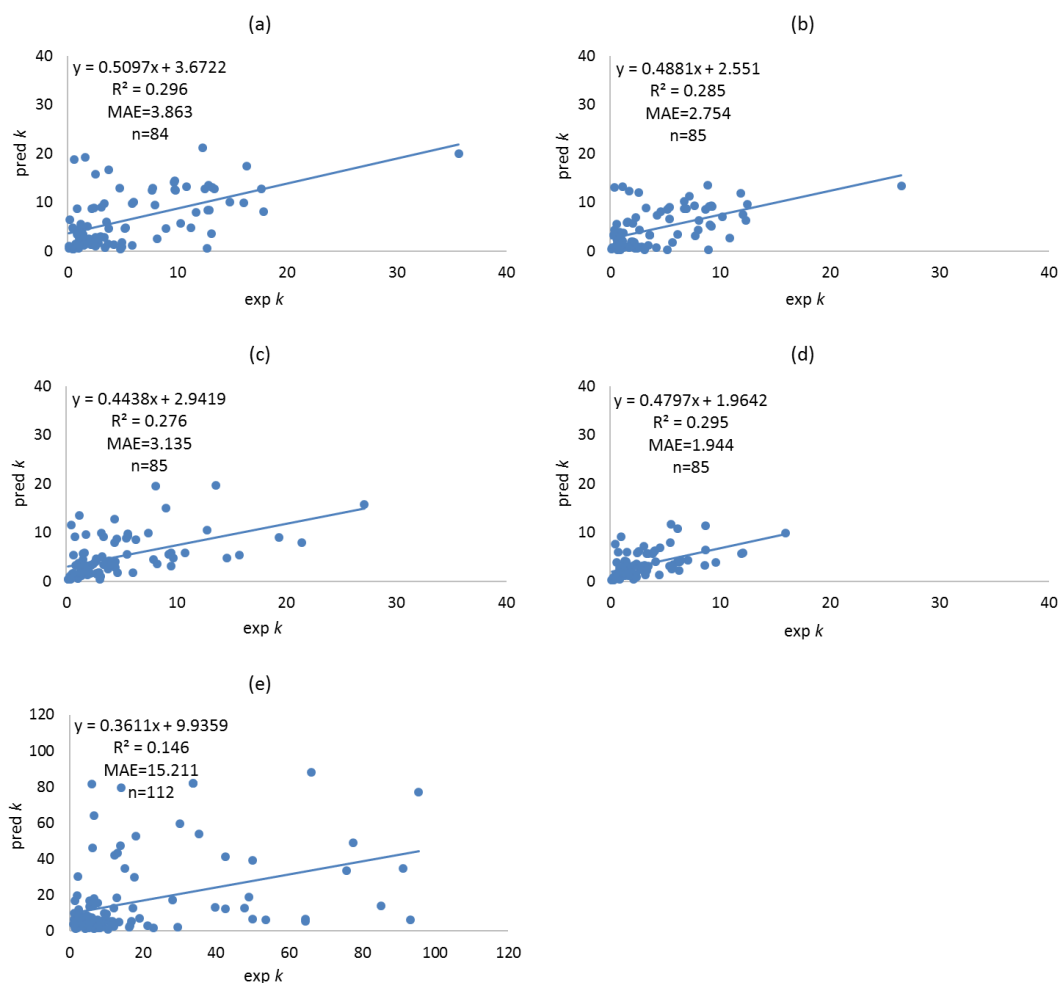 (a)
40
30
20
10
0
pred k
y = 0.5097x + 3.6722
R² = 0.296
MAE=3.863
n=84
0 10 20 30 40
exp k
(b)
40
30
20
10
0
pred k
y = 0.4881x + 2.551
R² = 0.285
MAE=2.754
n=85
0 10 20 30 40
exp k
(c)
40
30
20
10
0
pred k
y = 0.4438x + 2.9419
R² = 0.276
MAE=3.135
n=85
0 10 20 30 40
exp k
(d)
40
30
20
10
0
pred k
y = 0.4797x + 1.9642
R² = 0.295
MAE=1.944
n=85
0 10 20 30 40
exp k
(e)
120
100
80
60
40
20
0
pred k
y = 0.3611x + 9.9359
R² = 0.146
MAE=15.211
n=112
0 20 40 60 80 100 120
exp k